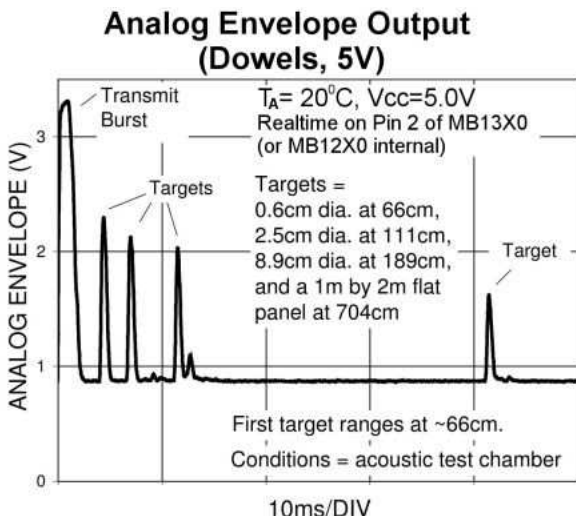 Analog Envelope Output
(Dowels, 5V)
Transmit
Burst
TA= 20⁰C, Vcc=5.0V
Realtime on Pin 2 of MB13X0
(or MB12X0 internal)
Targets
Targets =
0.6cm dia. at 66cm,
2.5cm dia. at 111cm,
8.9cm dia. at 189cm,
and a 1m by 2m flat
panel at 704cm
Target
ANALOG ENVELOPE (V)
3
2
1
0
First target ranges at ~66cm.
Conditions = acoustic test chamber
10ms/DIV